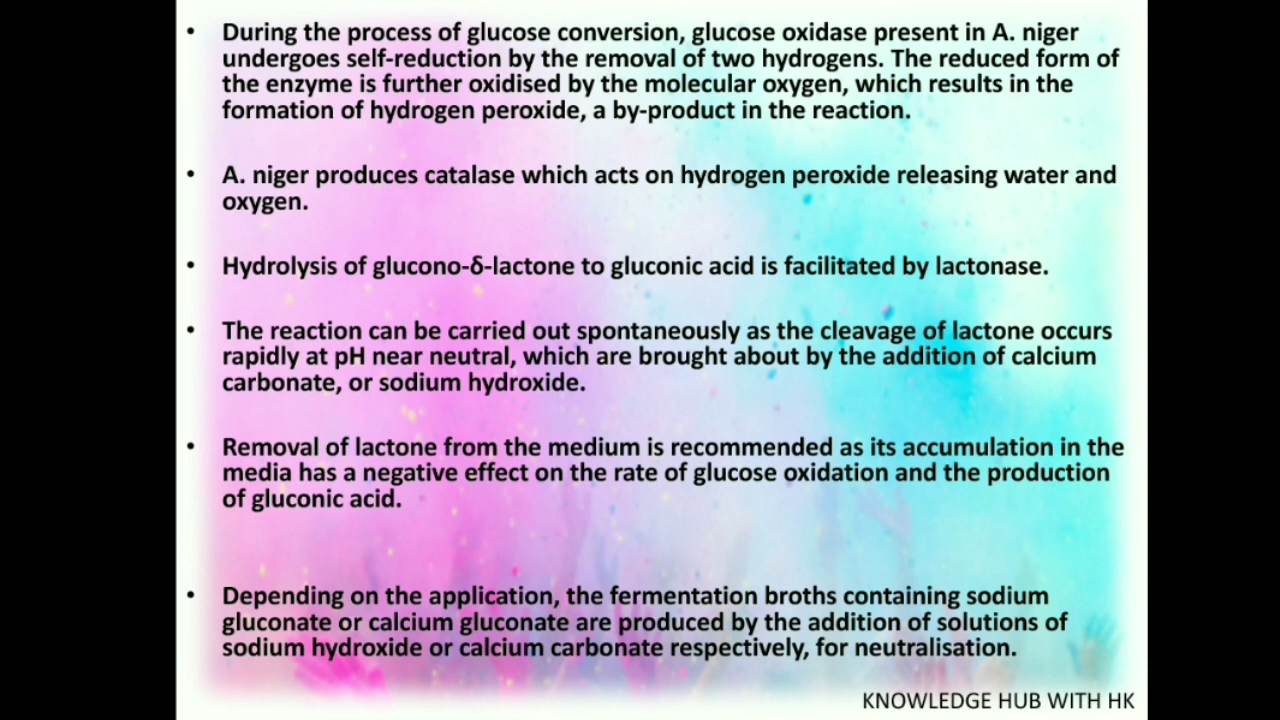 • During the process of glucose conversion, glucose oxidase present in A. niger
undergoes self-reduction by the removal of two hydrogens. The reduced form of
the enzyme is further oxidised by the molecular oxygen, which results in the
formation of hydrogen peroxide, a by-product in the reaction.
• A. niger produces catalase which acts on hydrogen peroxide releasing water and
oxygen.
• Hydrolysis of glucono-δ-lactone to gluconic acid is facilitated by lactonase.
• The reaction can be carried out spontaneously as the cleavage of lactone occurs
rapidly at pH near neutral, which are brought about by the addition of calcium
carbonate, or sodium hydroxide.
• Removal of lactone from the medium is recommended as its accumulation in the
media has a negative effect on the rate of glucose oxidation and the production
of gluconic acid.
• Depending on the application, the fermentation broths containing sodium
gluconate or calcium gluconate are produced by the addition of solutions of
sodium hydroxide or calcium carbonate respectively, for neutralisation.
KNOWLEDGE HUB WITH HK